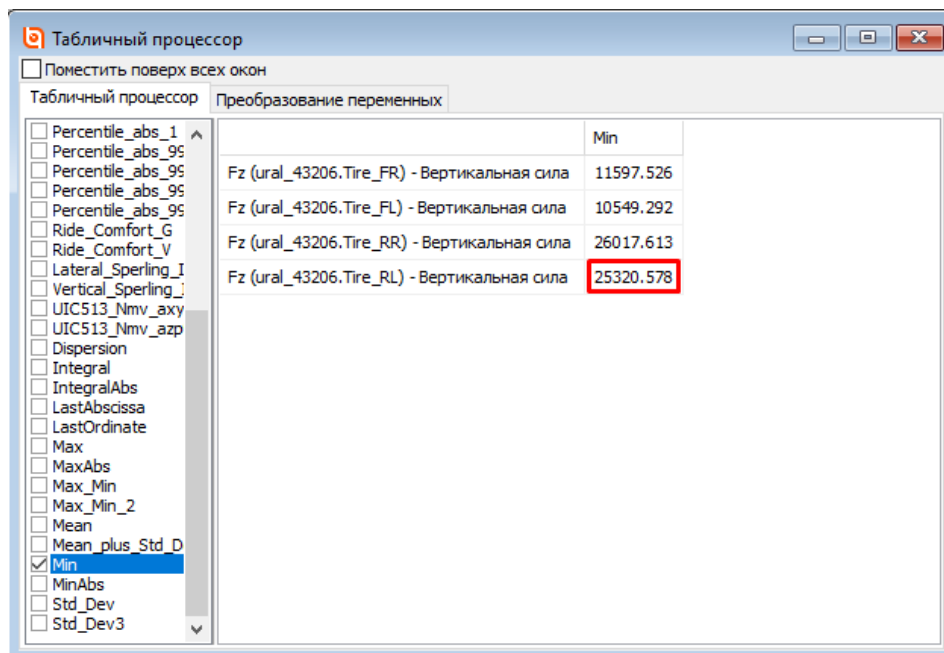 Табличный процессор
Поместить поверх всех окон
Табличный процессор Преобразование переменных
Percentile_abs_1
Percentile_abs_99
Percentile_abs_99
Percentile_abs_99
Percentile_abs_99
Ride_Comfort_G
Ride_Comfort_V
Lateral_Sperling_I
Vertical_Sperling_I
UIC513_Nmv_axy
UIC513_Nmv_azp
Dispersion
Integral
IntegralAbs
LastAbscissa
LastOrdinate
Max
MaxAbs
Max_Min
Max_Min_2
Mean
Mean_plus_Std_D
Min
MinAbs
Std_Dev
Std_Dev3
Min
Fz (ural_43206.Tire_FR) - Вертикальная сила 11597.526
Fz (ural_43206.Tire_FL) - Вертикальная сила 10549.292
Fz (ural_43206.Tire_RR) - Вертикальная сила 26017.613
Fz (ural_43206.Tire_RL) - Вертикальная сила 25320.578